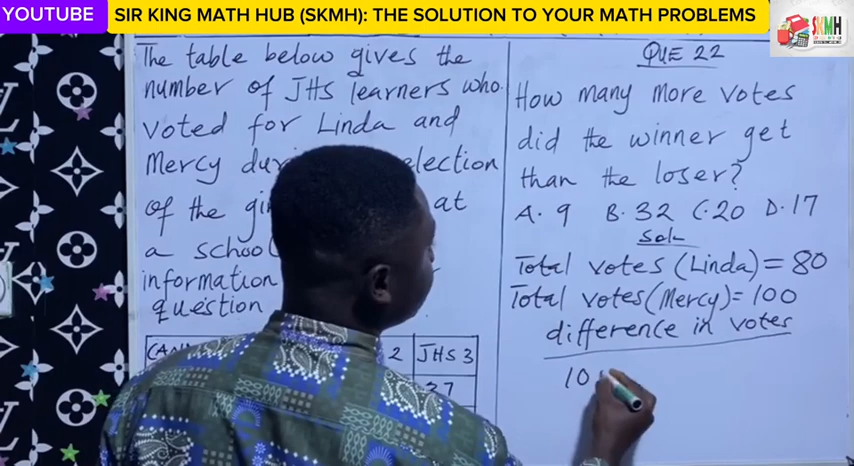 YOUTUBE
SIR KING MATH HUB (SKMH): THE SOLUTION TO YOUR MATH PROBLEMS
SKMH
The table below gives the
number of JHS learners who
voted for Linda and
Mercy election
of the at
a school
information
question
2 JHS 3
37
QUE 22
How many more votes
did the winner get
than the loser?
A. 9 B. 32 C. 20 D. 17
Soln
Total votes (Linda) = 80
Total votes (Mercy) = 100
difference in votes
10